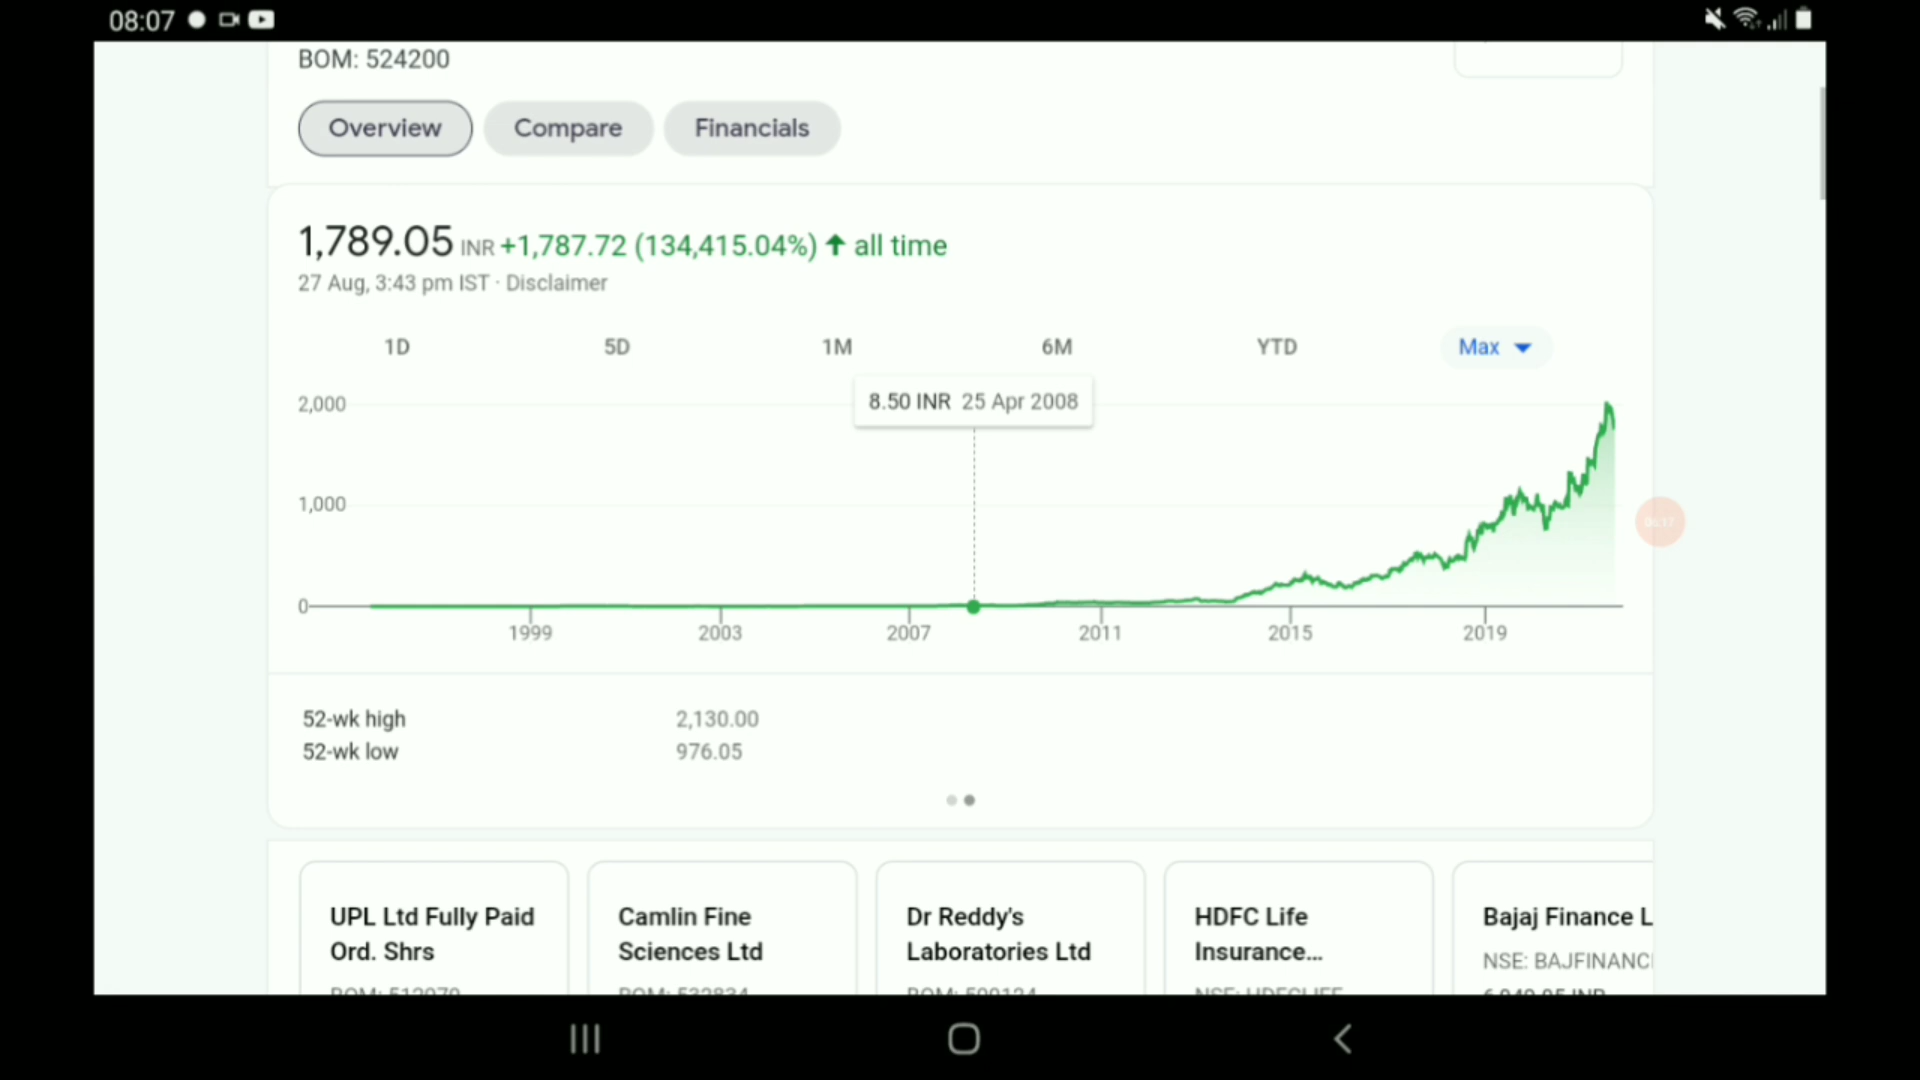 08:07
BOM: 524200
Overview Compare Financials
1,789.05 INR +1,787.72 (134,415.04%) ↑ all time
27 Aug, 3:43 pm IST · Disclaimer
1D 5D 1M 6M YTD Max
8.50 INR 25 Apr 2008
2,000
1,000
0
1999 2003 2007 2011 2015 2019
52-wk high 2,130.00
52-wk low 976.05
UPL Ltd Fully Paid
Ord. Shrs
Camlin Fine
Sciences Ltd
Dr Reddy's
Laboratories Ltd
HDFC Life
Insurance...
Bajaj Finance L
NSE: BAJFINANC